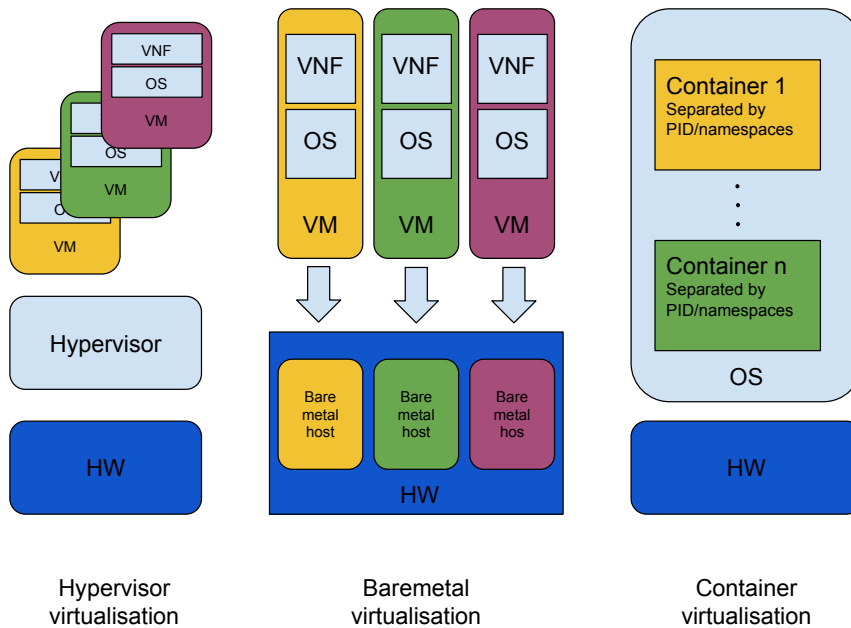 VNF
OS
VM
OS
VM
V
O
VM
Hypervisor
HW
Hypervisor
virtualisation
VNF
OS
VM
VNF
OS
VM
VNF
OS
VM
Bare
metal
host
Bare
metal
host
Bare
metal
hos
HW
Baremetal
virtualisation
Container 1
Separated by
PID/namespaces
Container n
Separated by
PID/namespaces
OS
HW
Container
virtualisation